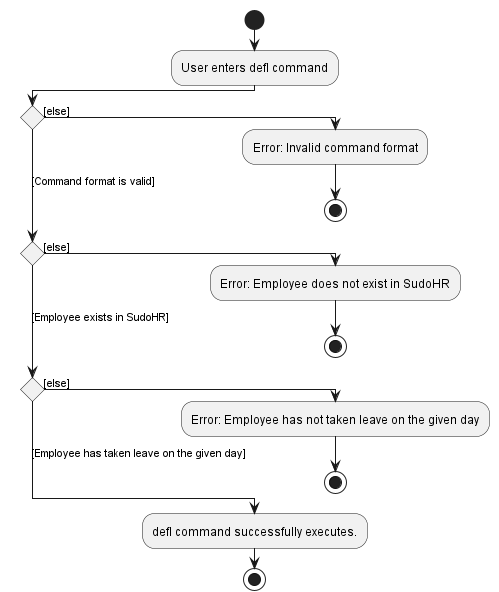 User enters defl command
[else]
Error: Invalid command format
[Command format is valid]
[else]
Error: Employee does not exist in SudoHR
[Employee exists in SudoHR]
[else]
Error: Employee has not taken leave on the given day
[Employee has taken leave on the given day]
defl command successfully executes.